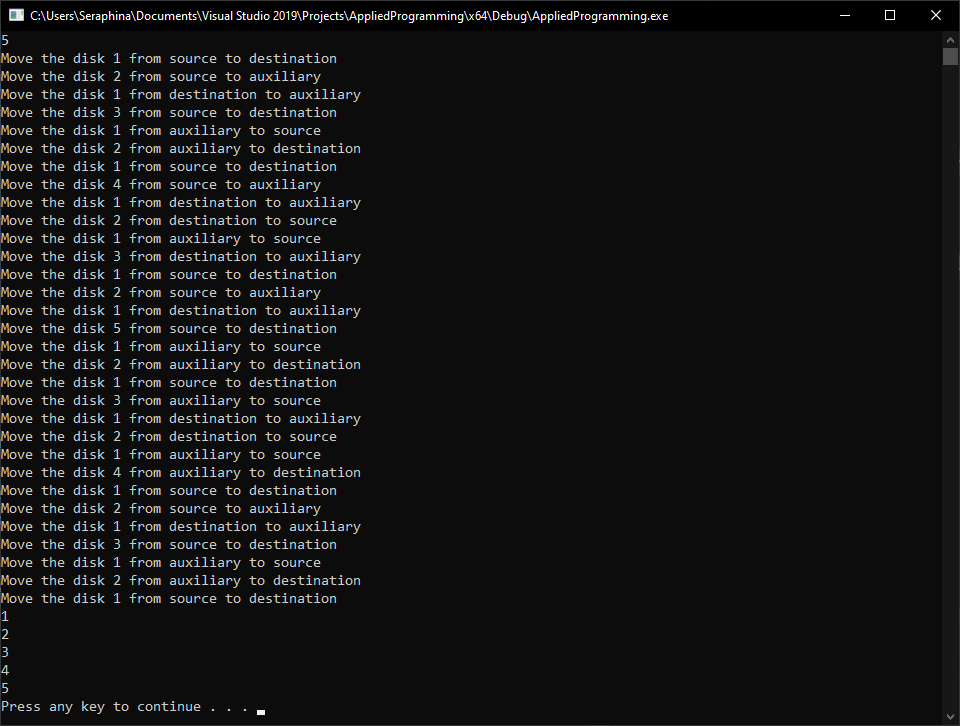 C:\Users\Seraphina\Documents\Visual Studio 2019\Projects\AppliedProgramming\x64\Debug\AppliedProgramming.exe
5
Move the disk 1 from source to destination
Move the disk 2 from source to auxiliary
Move the disk 1 from destination to auxiliary
Move the disk 3 from source to destination
Move the disk 1 from auxiliary to source
Move the disk 2 from auxiliary to destination
Move the disk 1 from source to destination
Move the disk 4 from source to auxiliary
Move the disk 1 from destination to auxiliary
Move the disk 2 from destination to source
Move the disk 1 from auxiliary to source
Move the disk 3 from destination to auxiliary
Move the disk 1 from source to destination
Move the disk 2 from source to auxiliary
Move the disk 1 from destination to auxiliary
Move the disk 5 from source to destination
Move the disk 1 from auxiliary to source
Move the disk 2 from auxiliary to destination
Move the disk 1 from source to destination
Move the disk 3 from auxiliary to source
Move the disk 1 from destination to auxiliary
Move the disk 2 from destination to source
Move the disk 1 from auxiliary to source
Move the disk 4 from auxiliary to destination
Move the disk 1 from source to destination
Move the disk 2 from source to auxiliary
Move the disk 1 from destination to auxiliary
Move the disk 3 from source to destination
Move the disk 1 from auxiliary to source
Move the disk 2 from auxiliary to destination
Move the disk 1 from source to destination
1
2
3
4
5
Press any key to continue . . .